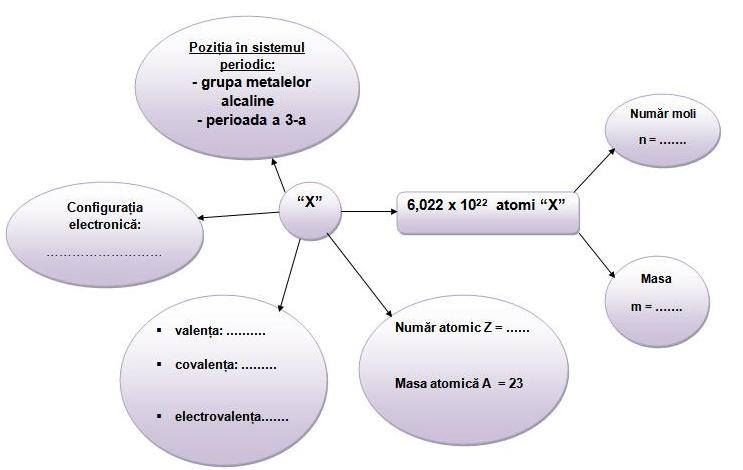 Poziția în sistemul
periodic:
- grupa metalelor
alcaline
- perioada a 3-a
Număr moli
n = .......
Configurația
electronică:
...........................
“X”
6,022 x 10²² atomi “X”
Masa
m = .......
▪ valența: ..........
▪ covalența: .........
▪ electrovalența.......
Număr atomic Z = ......
Masa atomică A = 23